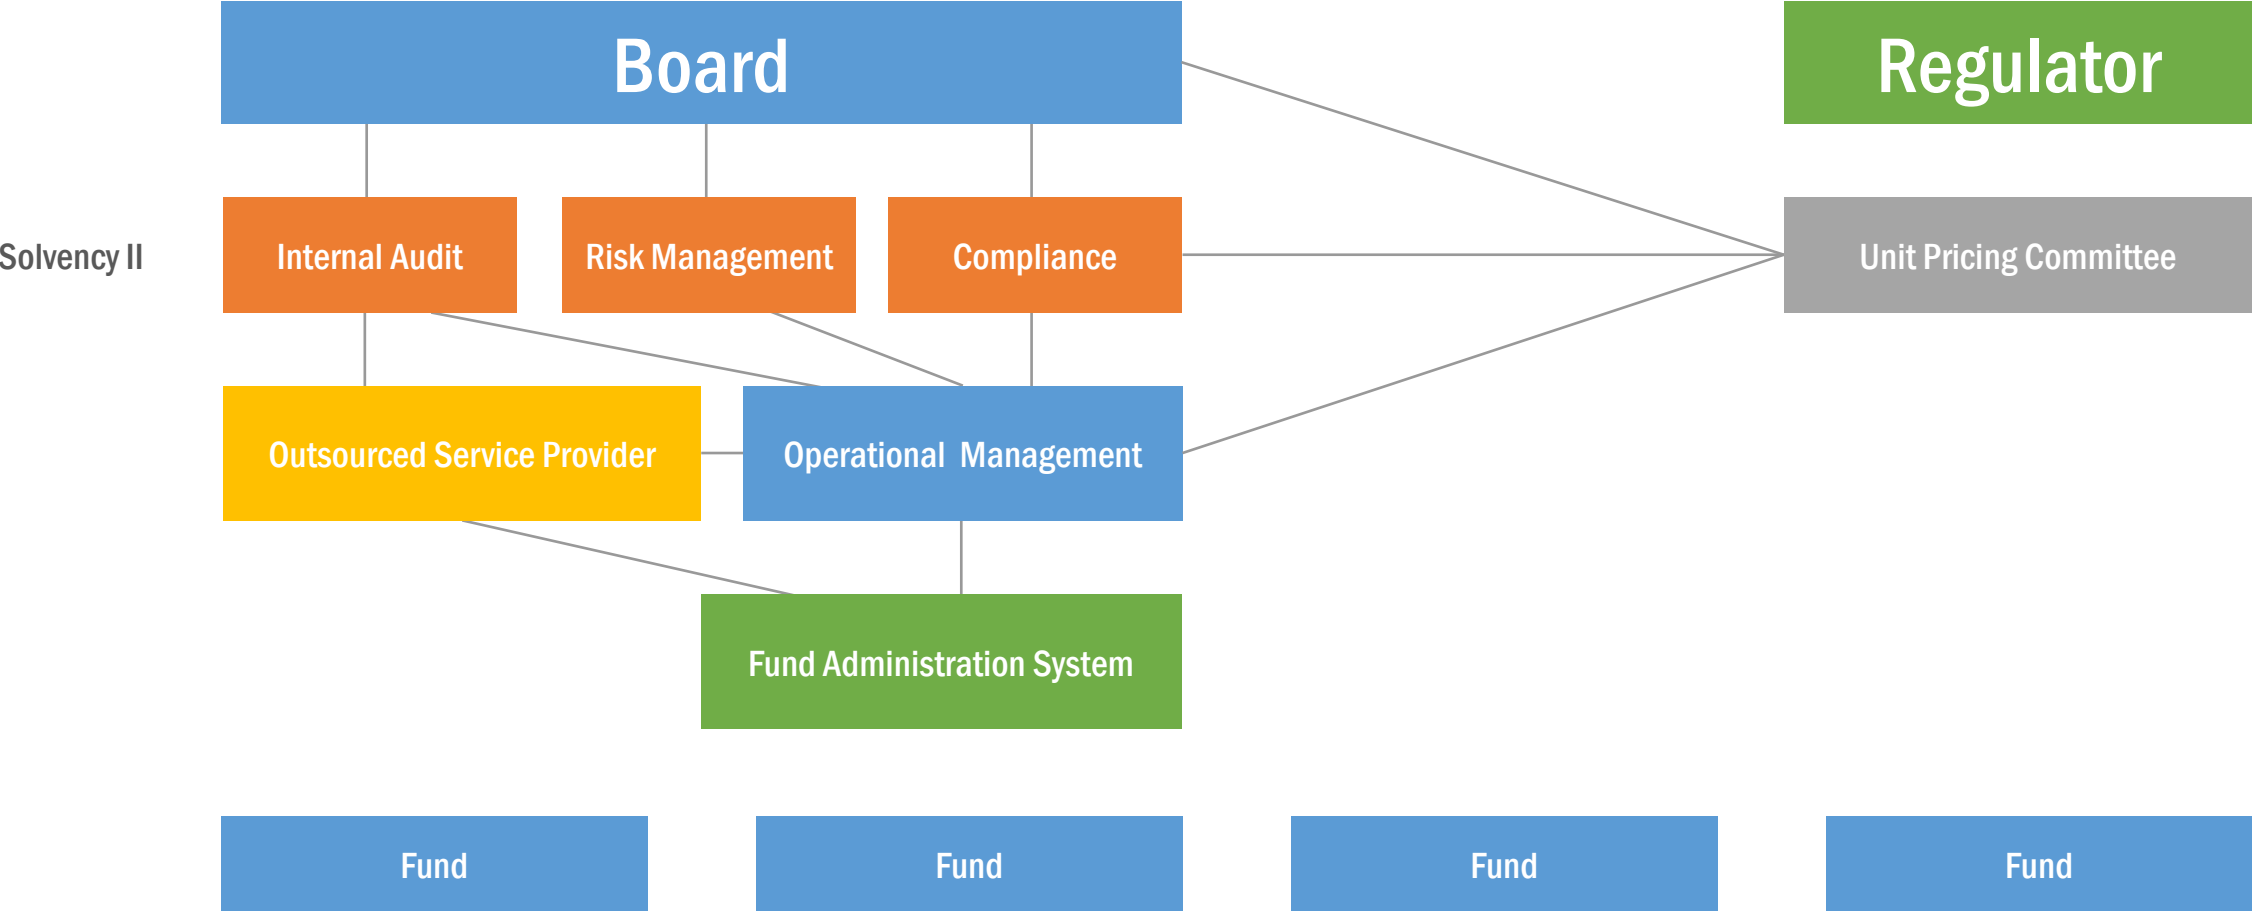 Board
Regulator
Solvency II
Internal Audit
Risk Management
Compliance
Unit Pricing Committee
Outsourced Service Provider
Operational Management
Fund Administration System
Fund
Fund
Fund
Fund